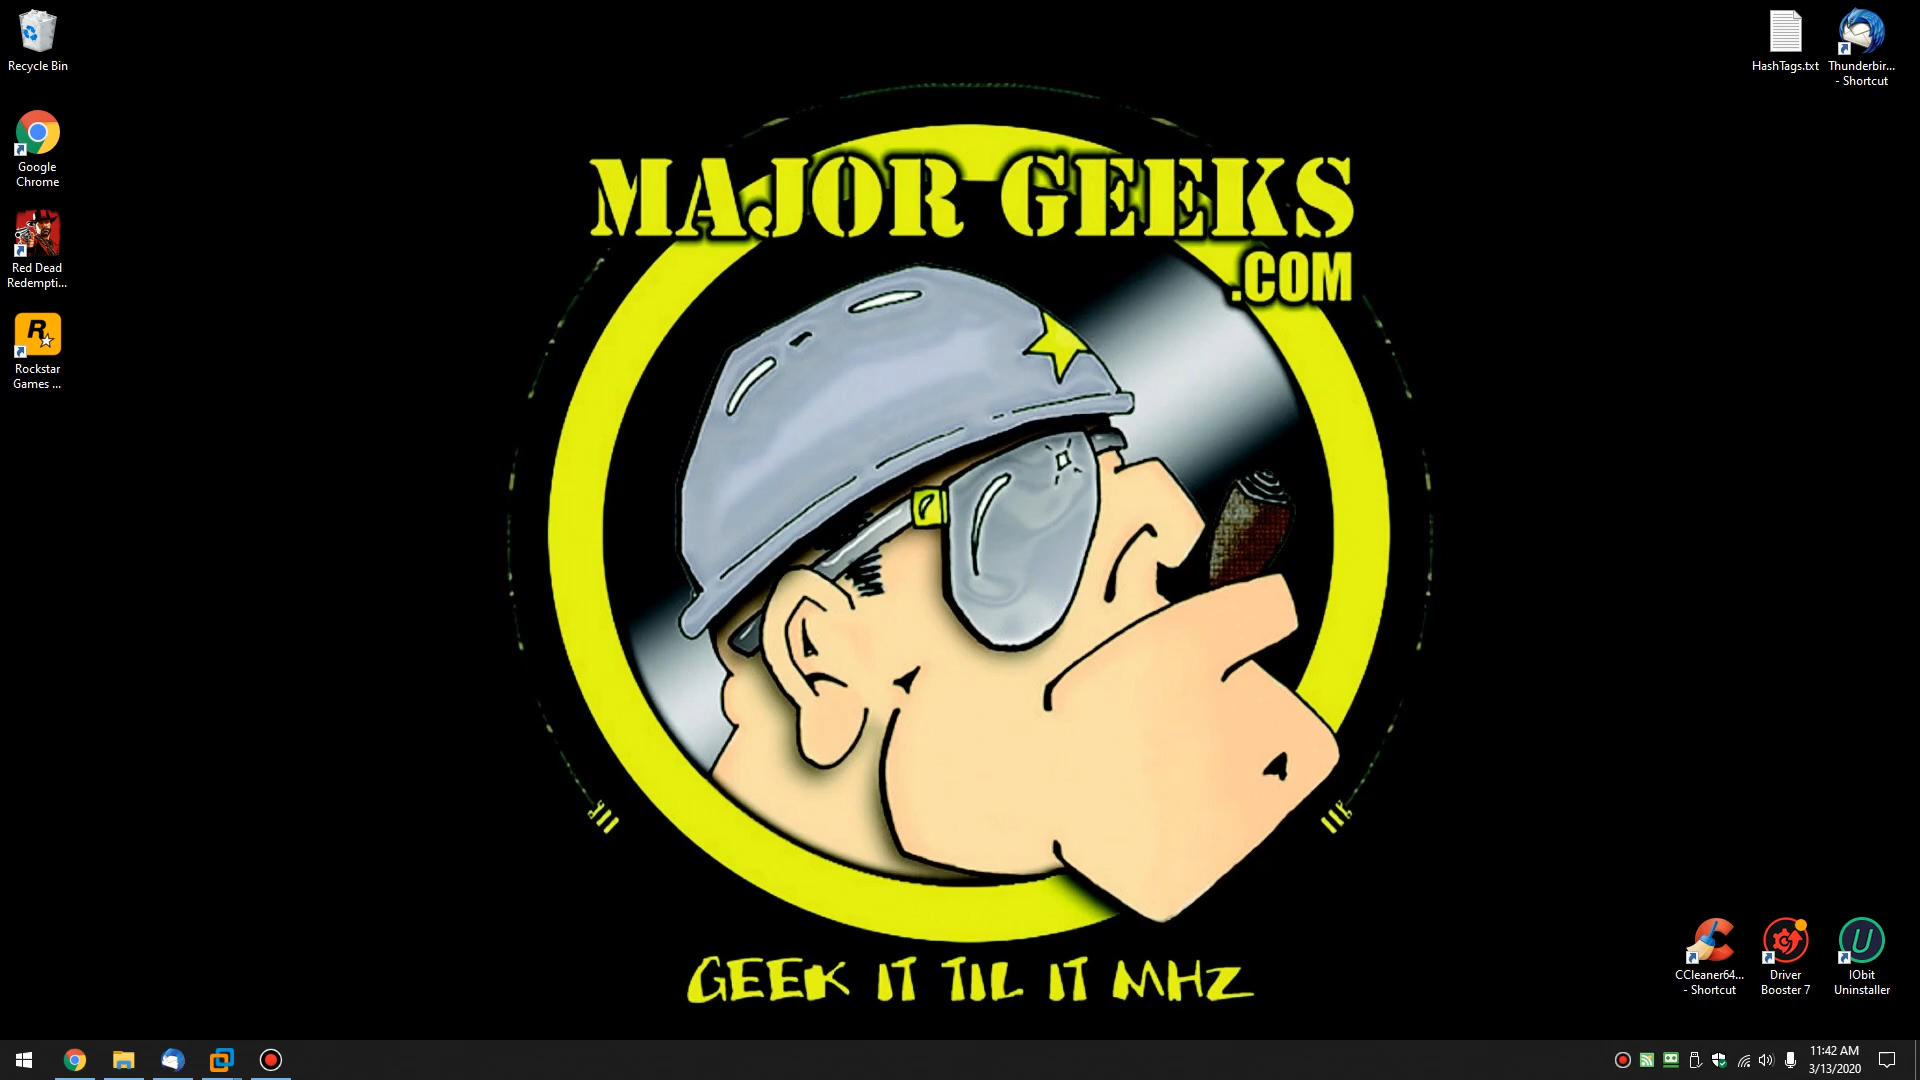 Recycle Bin
Google
Chrome
Red Dead
Redempti...
R
Rockstar
Games ...
HashTags.txt
Thunderbir...
- Shortcut
MAJOR GEEKS
.COM
GEEK IT TIL IT MHZ
CCleaner64...
- Shortcut
Driver
Booster 7
U
IObit
Uninstaller
11:42 AM
3/13/2020